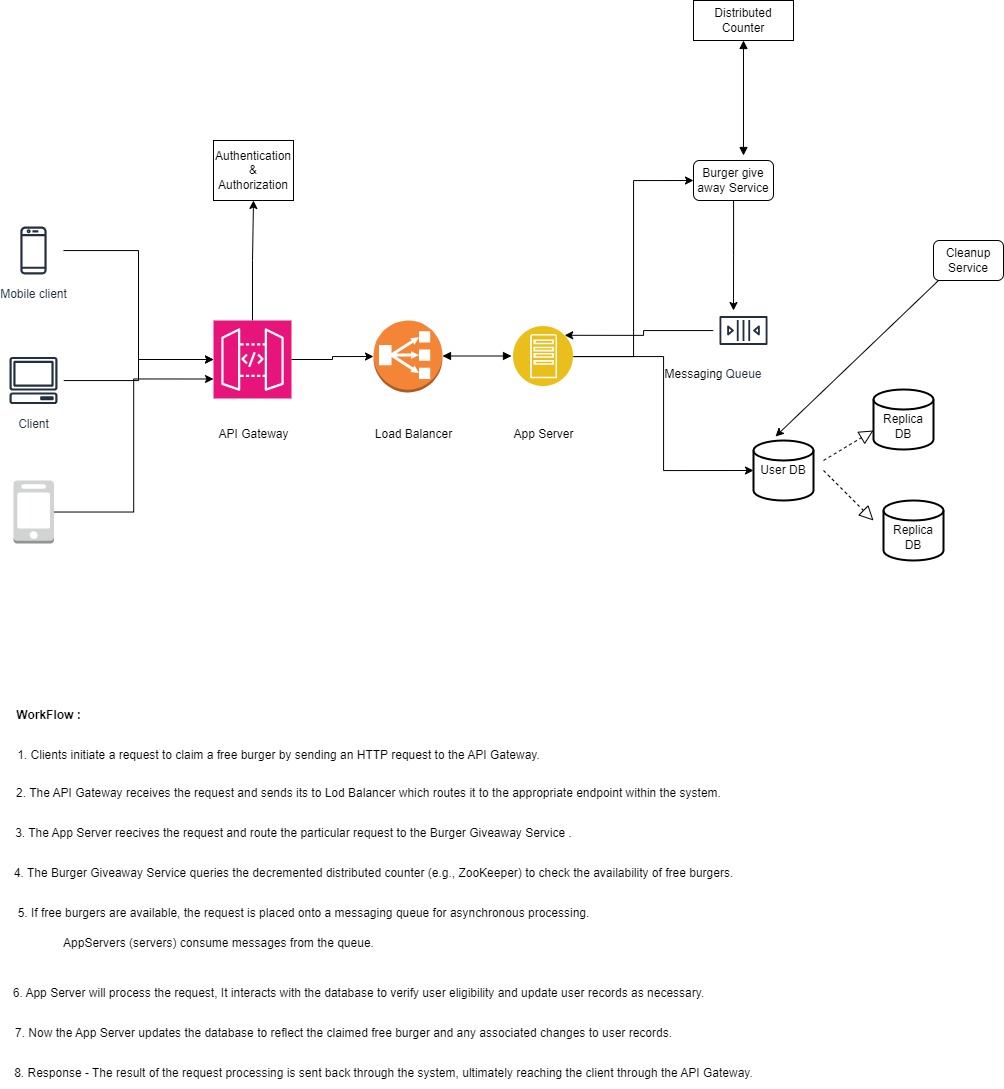 Distributed
Counter
Authentication
&
Authorization
Burger give
away Service
Cleanup
Service
Mobile client
Messaging Queue
Client
API Gateway
Load Balancer
App Server
Replica
DB
User DB
Replica
DB
WorkFlow :
1. Clients initiate a request to claim a free burger by sending an HTTP request to the API Gateway.
2. The API Gateway receives the request and sends its to Lod Balancer which routes it to the appropriate endpoint within the system.
3. The App Server reecives the request and route the particular request to the Burger Giveaway Service .
4. The Burger Giveaway Service queries the decremented distributed counter (e.g., ZooKeeper) to check the availability of free burgers.
5. If free burgers are available, the request is placed onto a messaging queue for asynchronous processing.
AppServers (servers) consume messages from the queue.
6. App Server will process the request, It interacts with the database to verify user eligibility and update user records as necessary.
7. Now the App Server updates the database to reflect the claimed free burger and any associated changes to user records.
8. Response - The result of the request processing is sent back through the system, ultimately reaching the client through the API Gateway.